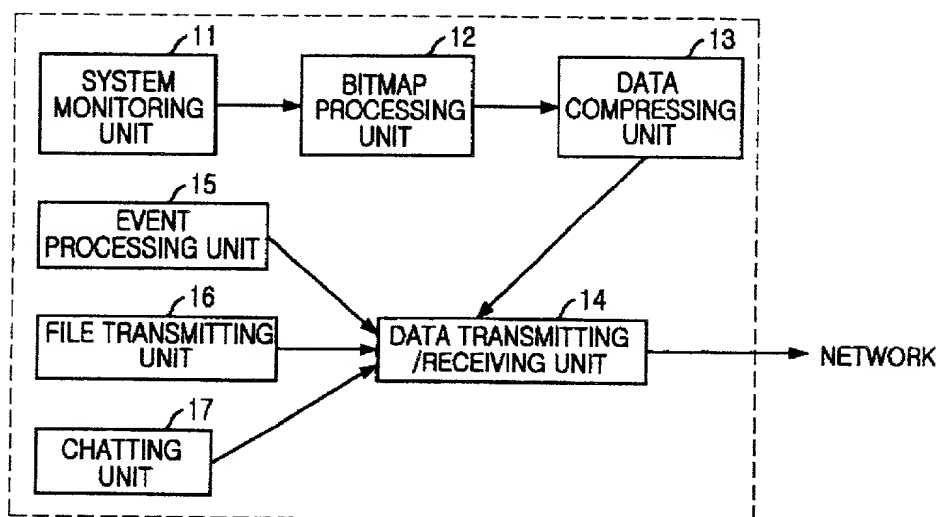 11
SYSTEM
MONITORING
UNIT
12
BITMAP
PROCESSING
UNIT
13
DATA
COMPRESSING
UNIT
15
EVENT
PROCESSING UNIT
16
FILE TRANSMITTING
UNIT
14
DATA TRANSMITTING
/RECEIVING UNIT
NETWORK
17
CHATTING
UNIT